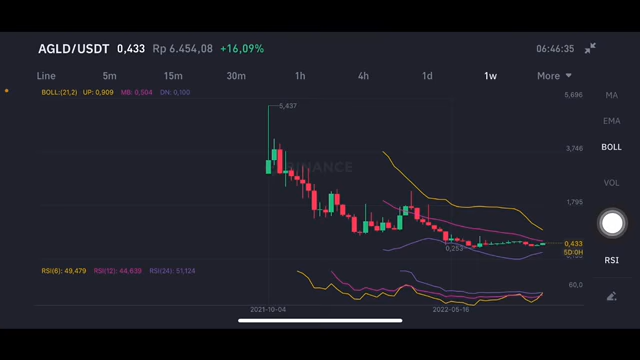 AGLD/USDT 0,433 Rp 6.454,08 +16,09% 06:46:35
Line 5m 15m 30m 1h 4h 1d 1w More
BOLL:(21,2) UP: 0,909 MB: 0,504 DN: 0,100
5,696
MA
5,437
EMA
3,746
BOLL
BINANCE
VOL
1,795
0,433
0,253
5D:0H
RSI(6): 49,479 RSI(12): 44,639 RSI(24): 51,124
RSI
60,0
2021-10-04 2022-05-16